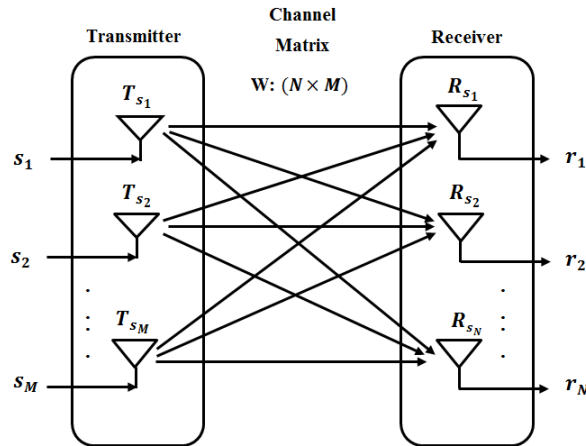 Channel
Matrix
W: (N × M)
Transmitter
Receiver
T_{s_1}
R_{s_1}
s_1
r_1
T_{s_2}
R_{s_2}
s_2
r_2
T_{s_M}
R_{s_N}
s_M
r_N